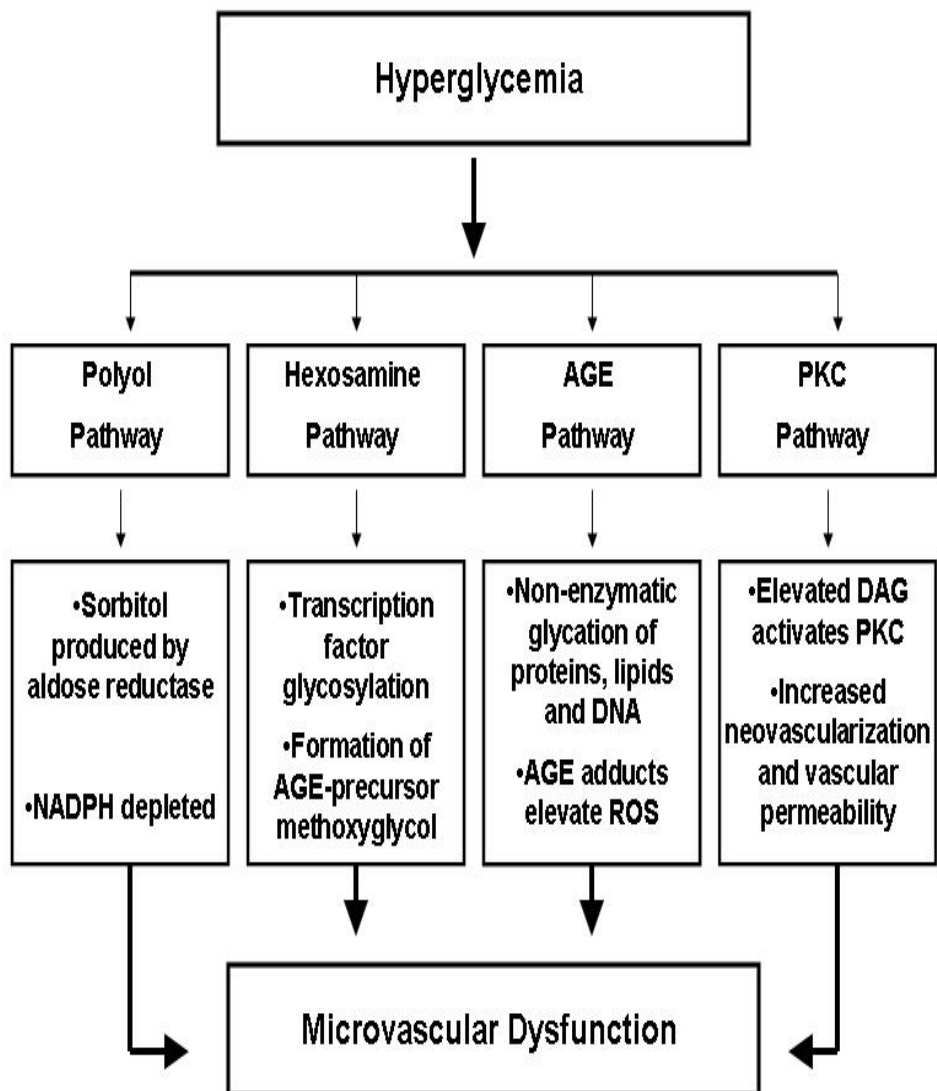 Hyperglycemia
Polyol
Pathway
Hexosamine
Pathway
AGE
Pathway
PKC
Pathway
•Sorbitol
produced by
aldose reductase
•NADPH depleted
•Transcription
factor
glycosylation
•Formation of
AGE-precursor
methoxyglycol
•Non-enzymatic
glycation of
proteins, lipids
and DNA
•AGE adducts
elevate ROS
•Elevated DAG
activates PKC
•Increased
neovascularization
and vascular
permeability
Microvascular Dysfunction